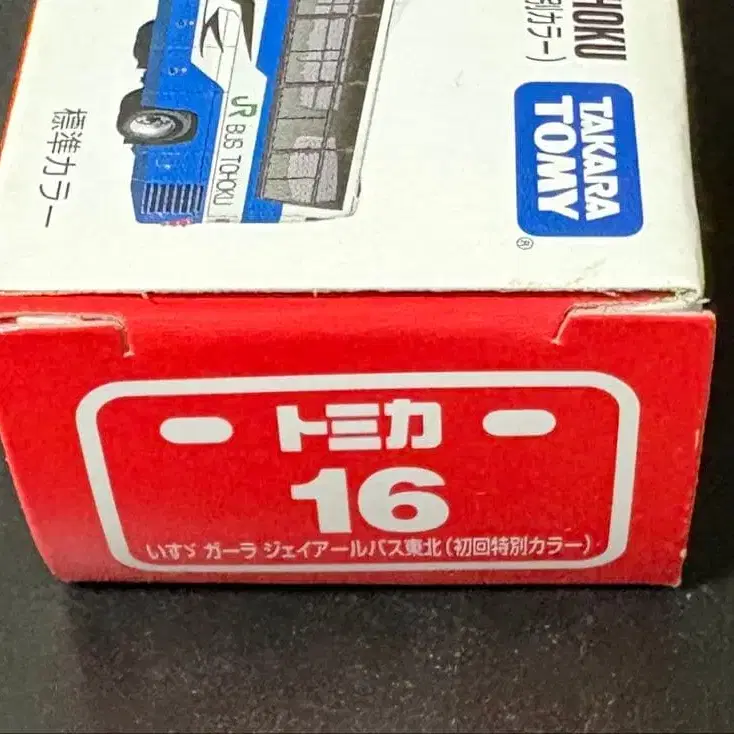 HOKU
別カラー)
TAKARA
TOMY
®
JR BUS TOHOKU
標準カラー
トミカ
16
いすゞ ガーラ ジェイアールバス東北(初回特別カラー)